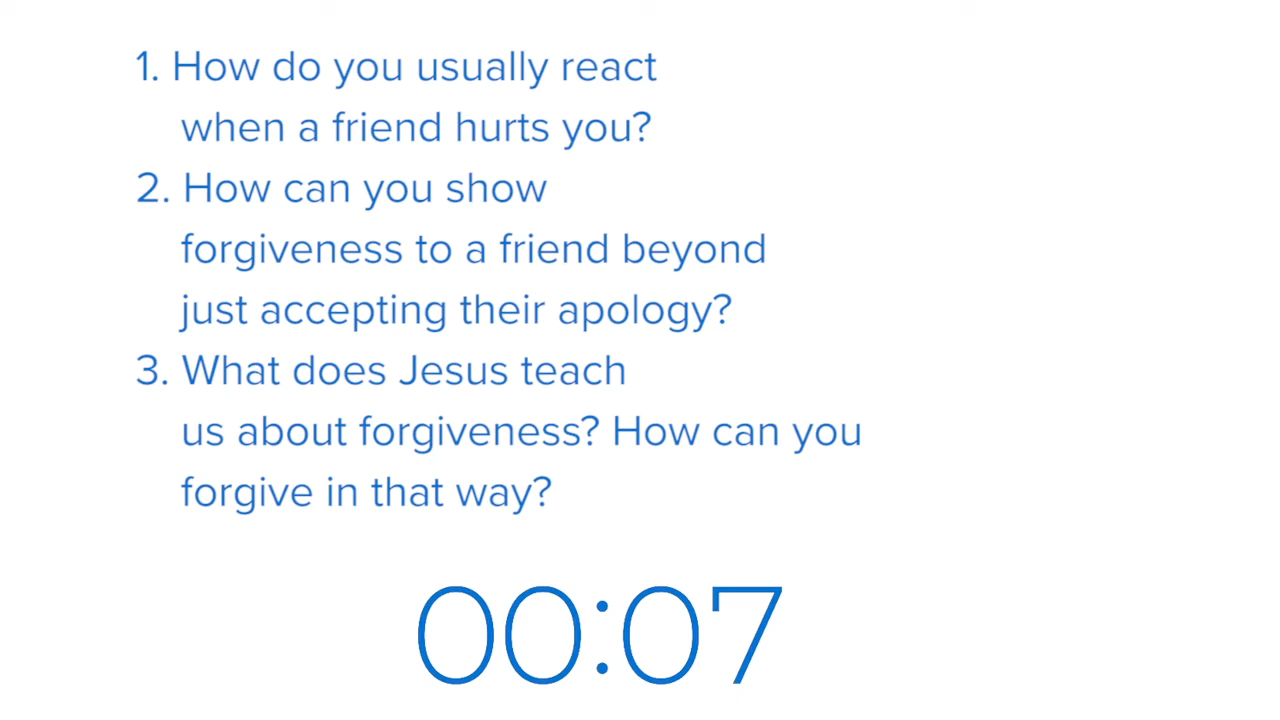 1. How do you usually react
when a friend hurts you?
2. How can you show
forgiveness to a friend beyond
just accepting their apology?
3. What does Jesus teach
us about forgiveness? How can you
forgive in that way?
00:07